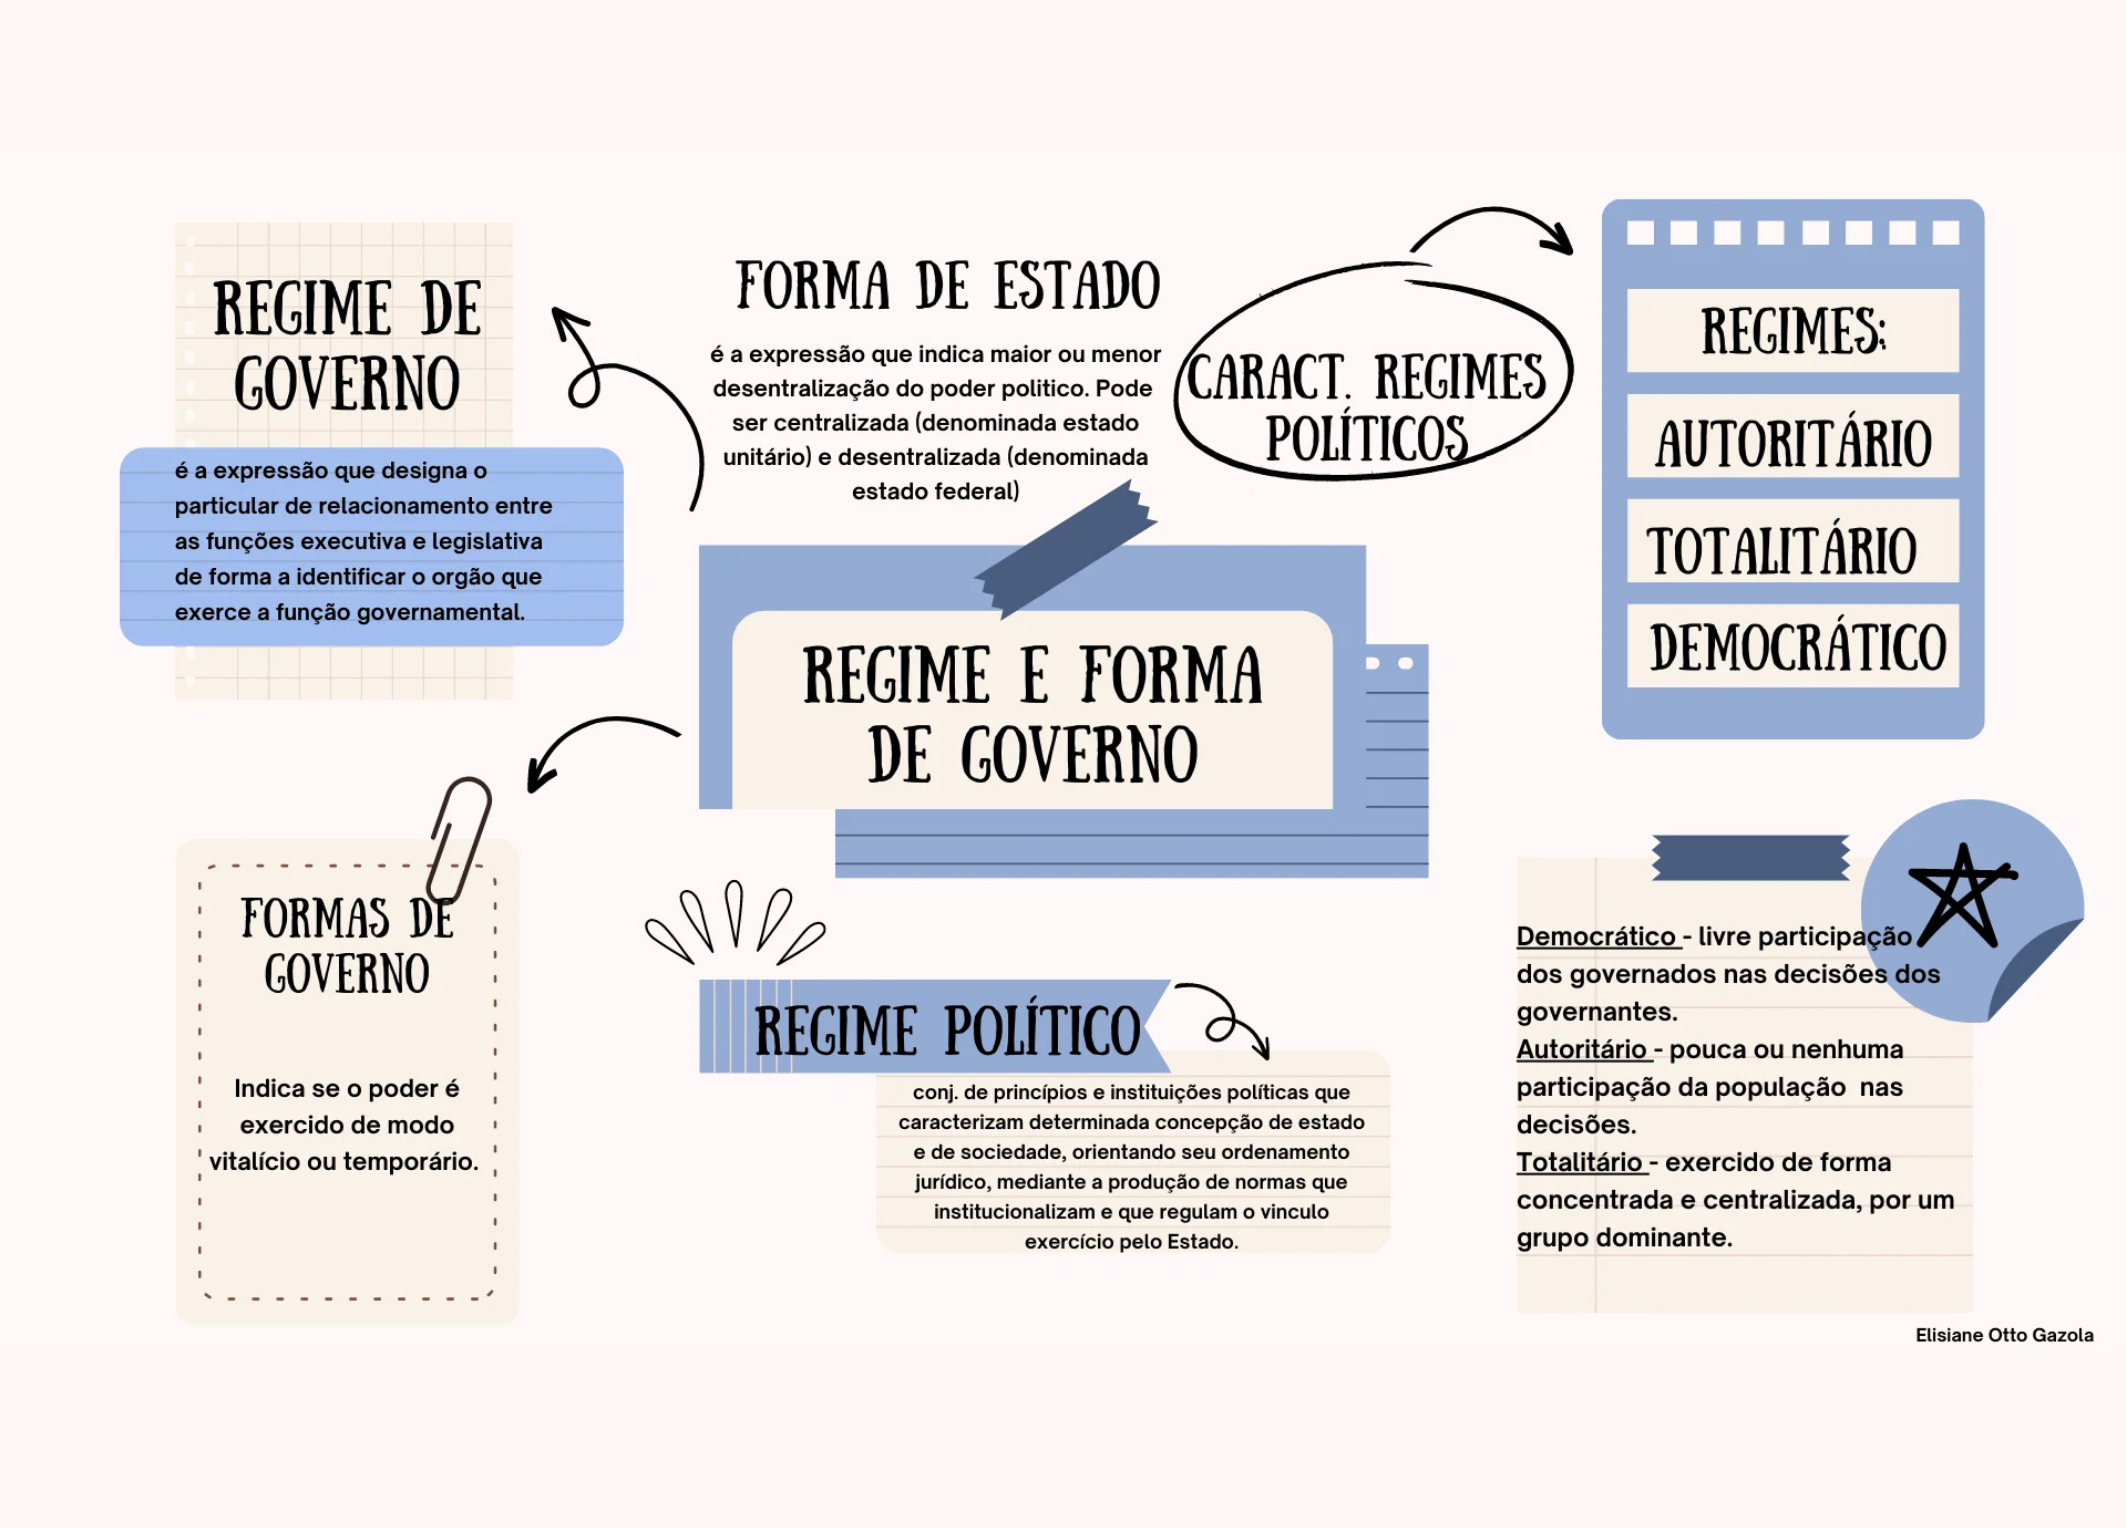 REGIME DE
GOVERNO
é a expressão que designa o
particular de relacionamento entre
as funções executiva e legislativa
de forma a identificar o orgão que
exerce a função governamental.
FORMA DE ESTADO
é a expressão que indica maior ou menor
desentralização do poder politico. Pode
ser centralizada (denominada estado
unitário) e desentralizada (denominada
estado federal)
CARACT. REGIMES
POLÍTICOS
REGIMES:
AUTORITÁRIO
TOTALITÁRIO
DEMOCRÁTICO
REGIME E FORMA
DE GOVERNO
FORMAS DE
GOVERNO
Indica se o poder é
exercido de modo
vitalício ou temporário.
REGIME POLÍTICO
conj. de princípios e instituições políticas que
caracterizam determinada concepção de estado
e de sociedade, orientando seu ordenamento
jurídico, mediante a produção de normas que
institucionalizam e que regulam o vinculo
exercício pelo Estado.
Democrático - livre participação
dos governados nas decisões dos
governantes.
Autoritário - pouca ou nenhuma
participação da população  nas
decisões.
Totalitário - exercido de forma
concentrada e centralizada, por um
grupo dominante.
Elisiane Otto Gazola